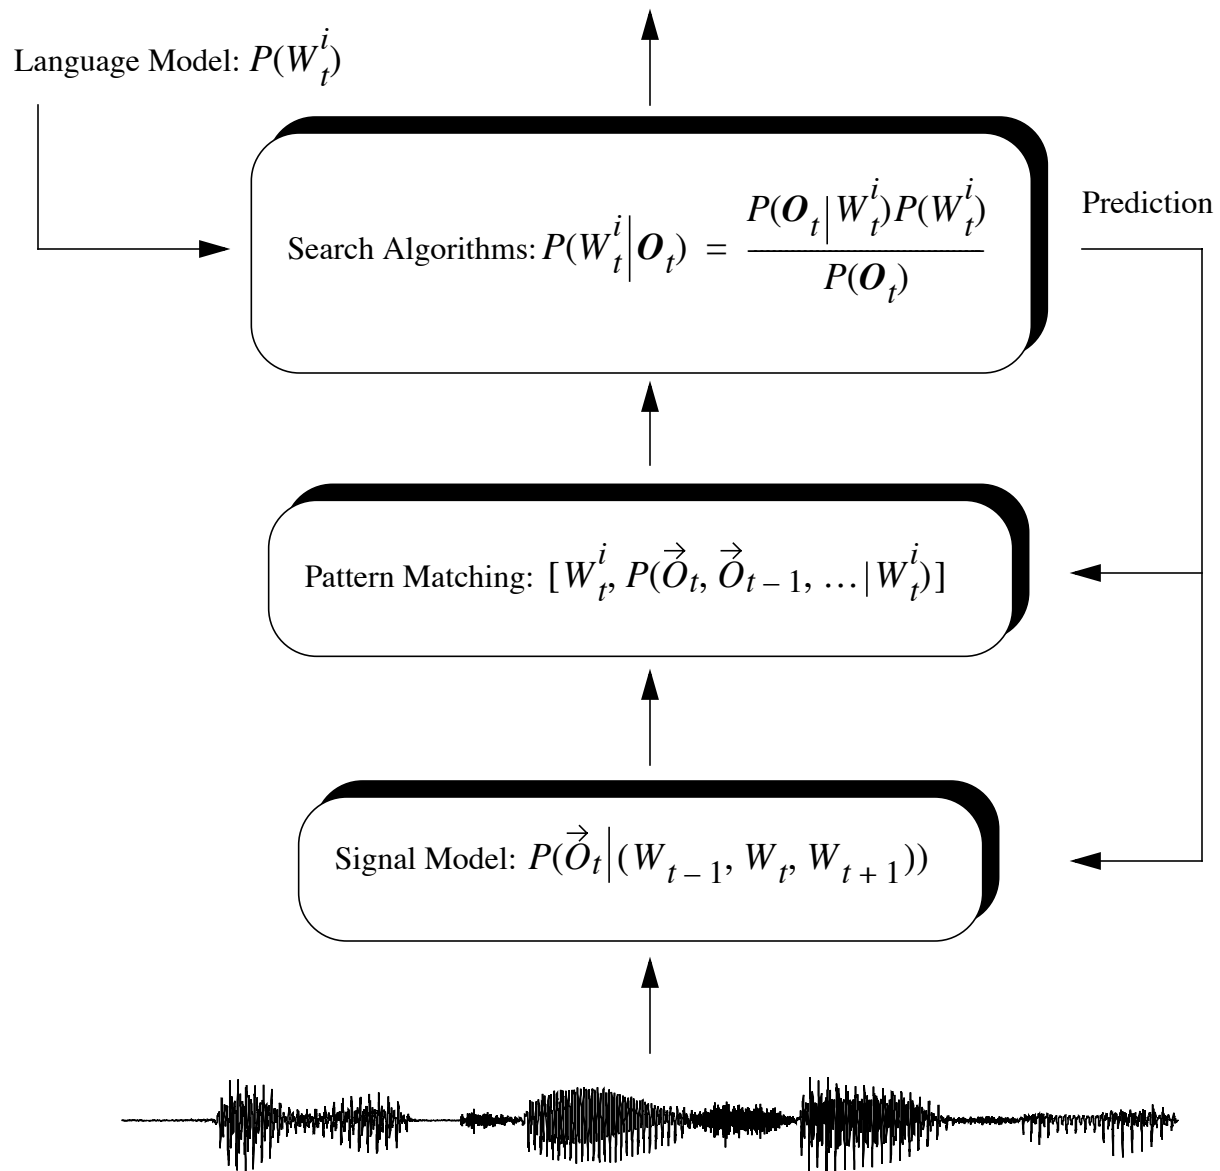 Language Model: P(W_t^i)
Prediction
Search Algorithms: P(W_t^i|O_t) = P(O_t|W_t^i)P(W_t^i) / P(O_t)
Pattern Matching: [W_t^i, P(O⃗_t, O⃗_{t − 1}, …|W_t^i)]
Signal Model: P(O⃗_t|(W_{t − 1}, W_t, W_{t + 1}))